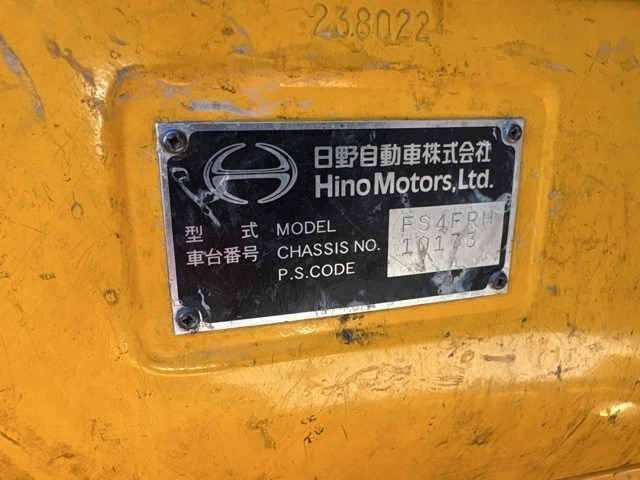 238022
日野自動車株式会社
Hino Motors, Ltd.
型 式 MODEL FS4FRH
車台番号 CHASSIS NO. 10173
P.S.CODE